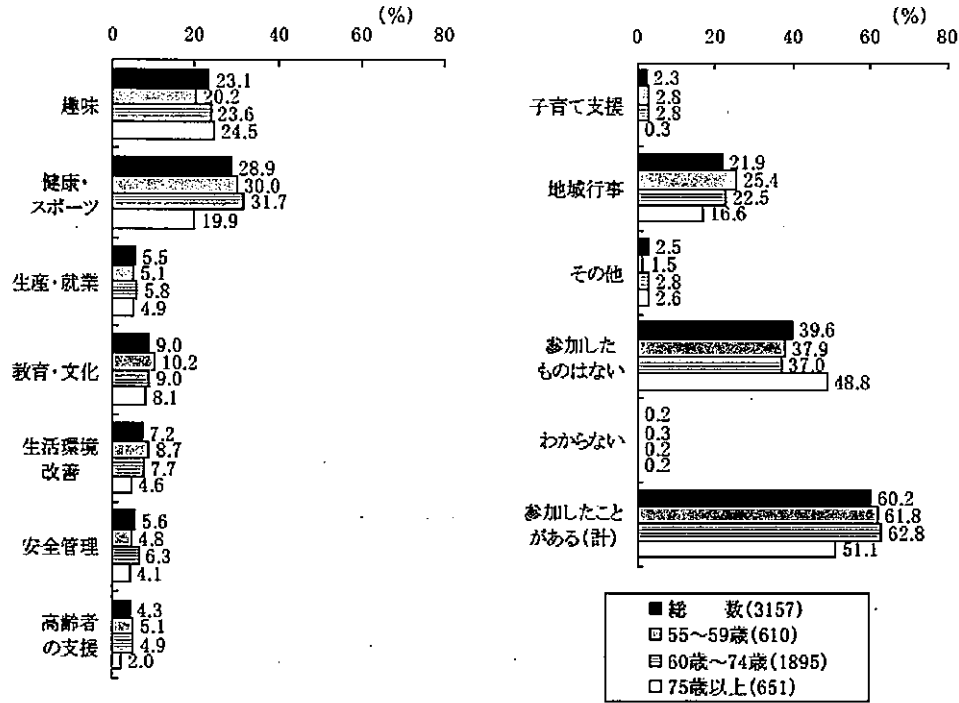 (%)
0 20 40 60 80
趣味
23.1
20.2
23.6
24.5
健康・
スポーツ
28.9
30.0
31.7
19.9
生産・就業
5.5
5.1
5.8
4.9
教育・文化
9.0
10.2
9.0
8.1
生活環境
改善
7.2
8.7
7.7
4.6
安全管理
5.6
4.8
6.3
4.1
高齢者
の支援
4.3
5.1
4.9
2.0
(%)
0 20 40 60 80
子育て支援
2.3
2.8
2.8
0.3
地域行事
21.9
25.4
22.5
16.6
その他
2.5
1.5
2.8
2.6
参加した
ものはない
39.6
37.9
37.0
48.8
わからない
0.2
0.3
0.2
0.2
参加したこと
がある(計)
60.2
61.8
62.8
51.1
総 数(3157)
55～59歳(610)
60歳～74歳(1895)
75歳以上(651)